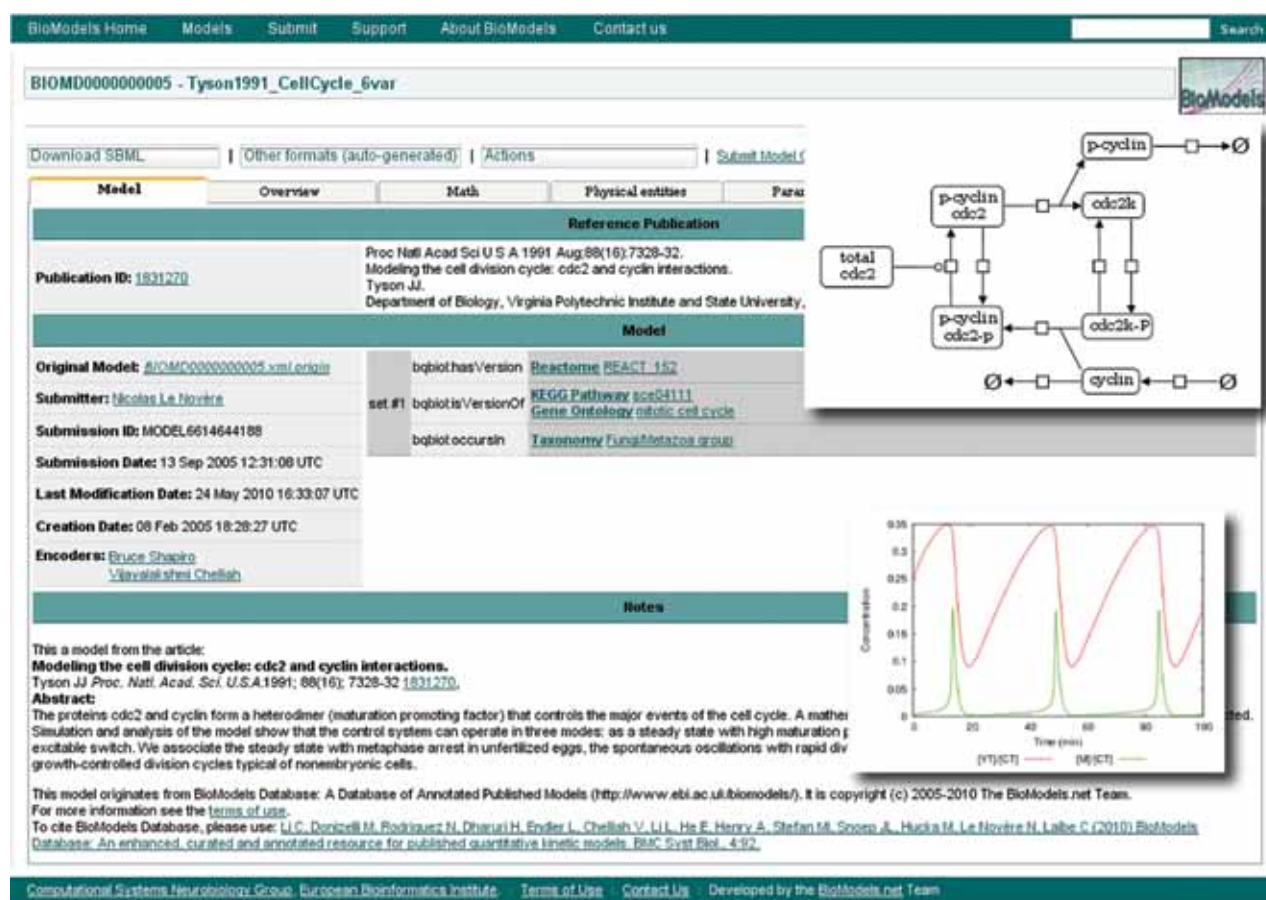 BioModels Home Models Submit Support About BioModels Contact us Search
BIOMD0000000005 - Tyson1991_CellCycle_6var
BioModels
Download SBML | Other formats (auto-generated) | Actions | Submit Model C
Model Overview Math Physical entities Para
Reference Publication
Publication ID: 1831270
Proc Natl Acad Sci U S A 1991 Aug;88(16):7328-32.
Modeling the cell division cycle: cdc2 and cyclin interactions.
Tyson JJ.
Department of Biology, Virginia Polytechnic Institute and State University,
Model
Original Model: BIOMD0000000005.xml.origin
Submitter: Nicolas Le Novère
Submission ID: MODEL6614644188
Submission Date: 13 Sep 2005 12:31:08 UTC
Last Modification Date: 24 May 2010 16:33:07 UTC
Creation Date: 08 Feb 2005 18:28:27 UTC
Encoders: Bruce Shapiro
Vijayalakshmi Chelliah
set #1
bqbiol:hasVersion Reactome REACT_152
bqbiol:isVersionOf KEGG Pathway sce04111
Gene Ontology mitotic cell cycle
bqbiol:occursIn Taxonomy Fungi/Metazoa group
p-cyclin
Ø
p-cyclin
cdc2
cdc2k
total
cdc2
p-cyclin
cdc2-p
cdc2k-P
Ø cyclin Ø
Notes
This a model from the article:
Modeling the cell division cycle: cdc2 and cyclin interactions.
Tyson JJ Proc. Natl. Acad. Sci. U.S.A.1991; 88(16); 7328-32 1831270,
Abstract:
The proteins cdc2 and cyclin form a heterodimer (maturation promoting factor) that controls the major events of the cell cycle. A mather ted.
Simulation and analysis of the model show that the control system can operate in three modes: as a steady state with high maturation p
excitable switch. We associate the steady state with metaphase arrest in unfertilized eggs, the spontaneous oscillations with rapid div
growth-controlled division cycles typical of nonembryonic cells.
Concentration
0.35
0.3
0.25
0.2
0.15
0.1
0.05
0
0 20 40 60 80 100
Time (min)
[YT]/[CT] [M]/[CT]
This model originates from BioModels Database: A Database of Annotated Published Models (http://www.ebi.ac.uk/biomodels/). It is copyright (c) 2005-2010 The BioModels.net Team.
For more information see the terms of use.
To cite BioModels Database, please use: Li C, Donizelli M, Rodriguez N, Dharuri H, Endler L, Chelliah V, Li L, He E, Henry A, Stefan MI, Snoep JL, Hucka M, Le Novère N, Laibe C (2010) BioModels
Database: An enhanced, curated and annotated resource for published quantitative kinetic models. BMC Syst Biol., 4:92.
Computational Systems Neurobiology Group, European Bioinformatics Institute. Terms of Use Contact Us Developed by the BioModels.net Team